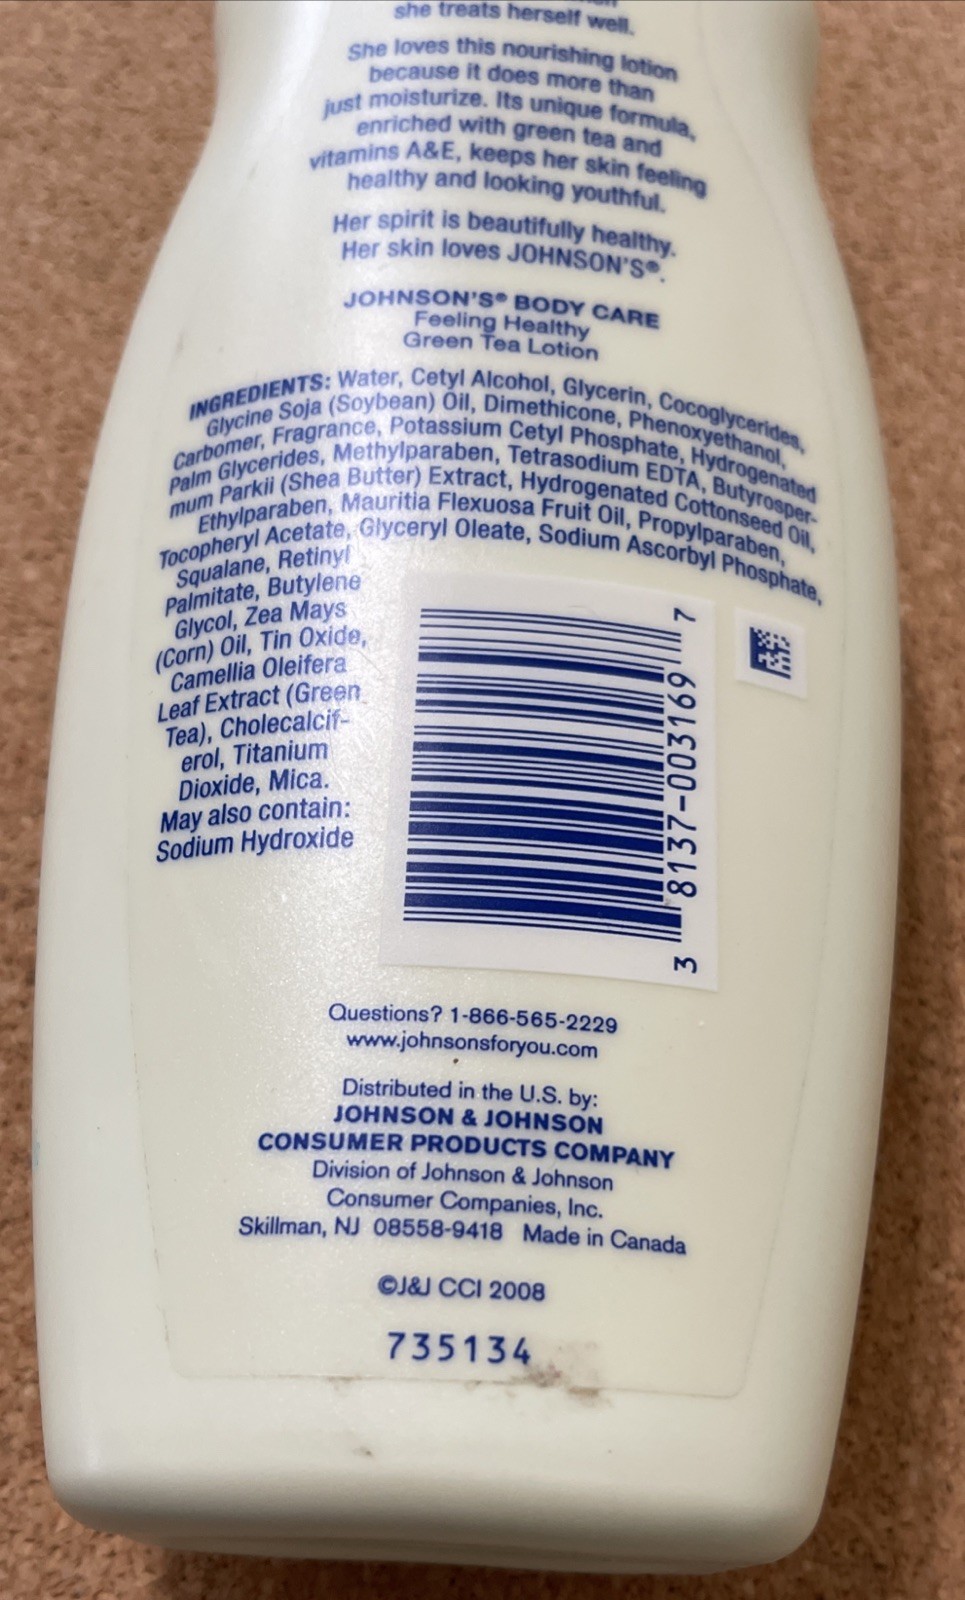 she treats herself well.
She loves this nourishing lotion
because it does more than
just moisturize. Its unique formula,
enriched with green tea and
vitamins A&E, keeps her skin feeling
healthy and looking youthful.
Her spirit is beautifully healthy.
Her skin loves JOHNSON'S®.
JOHNSON'S® BODY CARE
Feeling Healthy
Green Tea Lotion
INGREDIENTS: Water, Cetyl Alcohol, Glycerin, Cocoglycerides,
Glycine Soja (Soybean) Oil, Dimethicone, Phenoxyethanol,
Carbomer, Fragrance, Potassium Cetyl Phosphate, Hydrogenated
Palm Glycerides, Methylparaben, Tetrasodium EDTA, Butyrosper-
mum Parkii (Shea Butter) Extract, Hydrogenated Cottonseed Oil,
Ethylparaben, Mauritia Flexuosa Fruit Oil, Propylparaben,
Tocopheryl Acetate, Glyceryl Oleate, Sodium Ascorbyl Phosphate,
Squalane, Retinyl
Palmitate, Butylene
Glycol, Zea Mays
(Corn) Oil, Tin Oxide,
Camellia Oleifera
Leaf Extract (Green
Tea), Cholecalcif-
erol, Titanium
Dioxide, Mica.
May also contain:
Sodium Hydroxide
3 8137-003169 7
Questions? 1-866-565-2229
www.johnsonsforyou.com
Distributed in the U.S. by:
JOHNSON & JOHNSON
CONSUMER PRODUCTS COMPANY
Division of Johnson & Johnson
Consumer Companies, Inc.
Skillman, NJ 08558-9418 Made in Canada
©J&J CCI 2008
735134